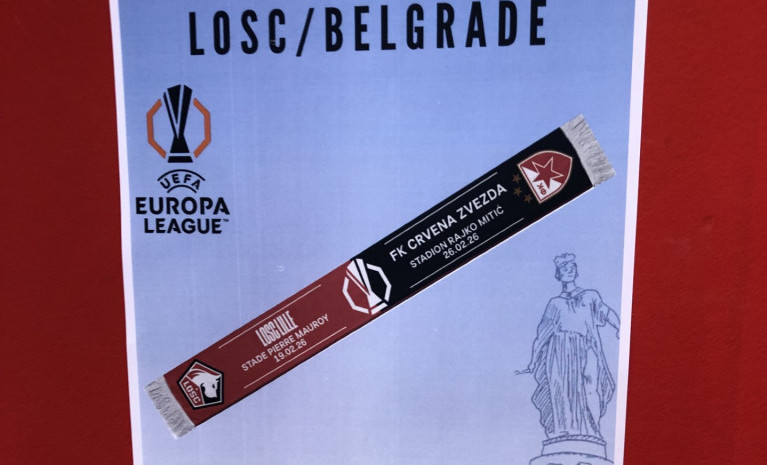 LOSC/BELGRADE
UEFA
EUROPA
LEAGUE™
FK CRVENA ZVEZDA
STADION RAJKO MITIĆ
26.02.26
LOSC LILLE
STADE PIERRE MAUROY
19.02.26
LOSC